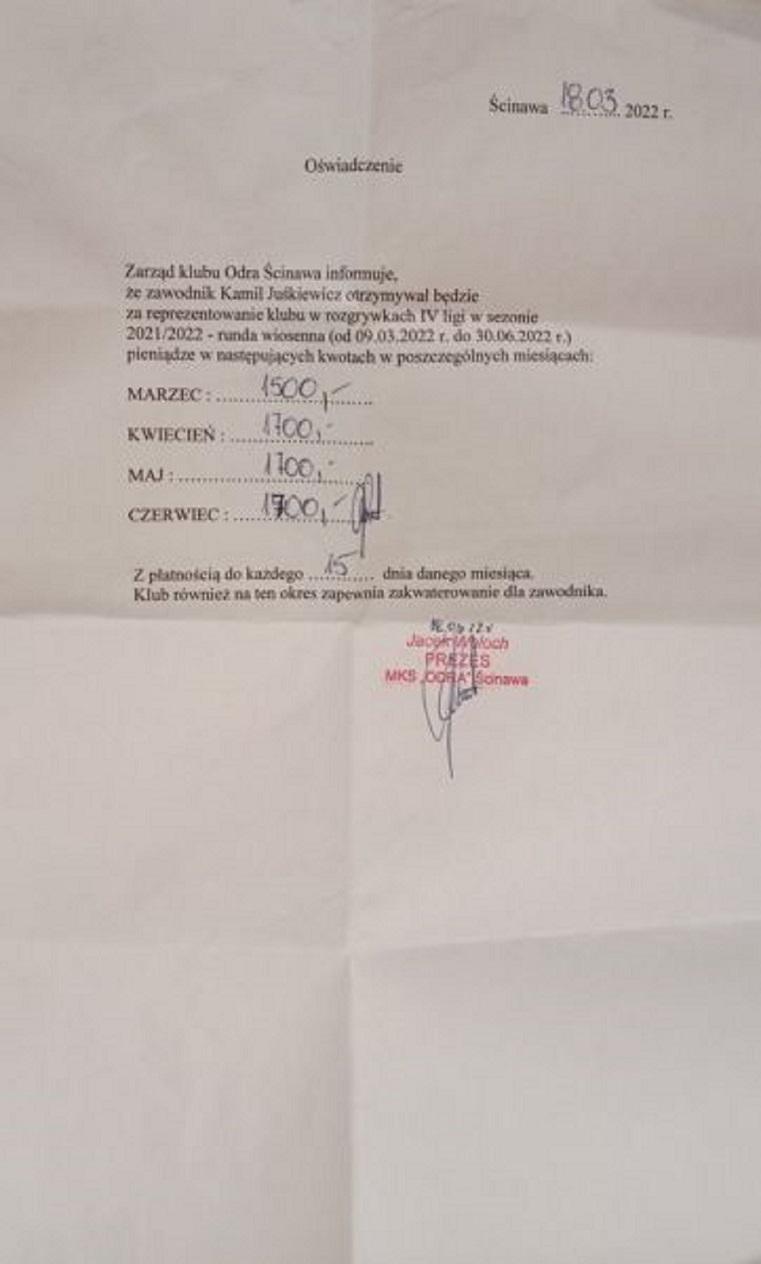 Ścinawa 18.03 2022 r.
Oświadczenie
Zarząd klubu Odra Ścinawa informuje,
że zawodnik Kamil Juśkiewicz otrzymywał będzie
za reprezentowanie klubu w rozgrywkach IV ligi w sezonie
2021/2022 - runda wiosenna (od 09.03.2022 r. do 30.06.2022 r.)
pieniądze w następujących kwotach w poszczególnych miesiącach:
MARZEC : 1500,-
KWIECIEŃ : 1700,-
MAJ : 1700,-
CZERWIEC : 1700,-
Z płatnością do każdego 15 dnia danego miesiąca.
Klub również na ten okres zapewnia zakwaterowanie dla zawodnika.
Jacek
PREZES
MKS „ODRA" Ścinawa